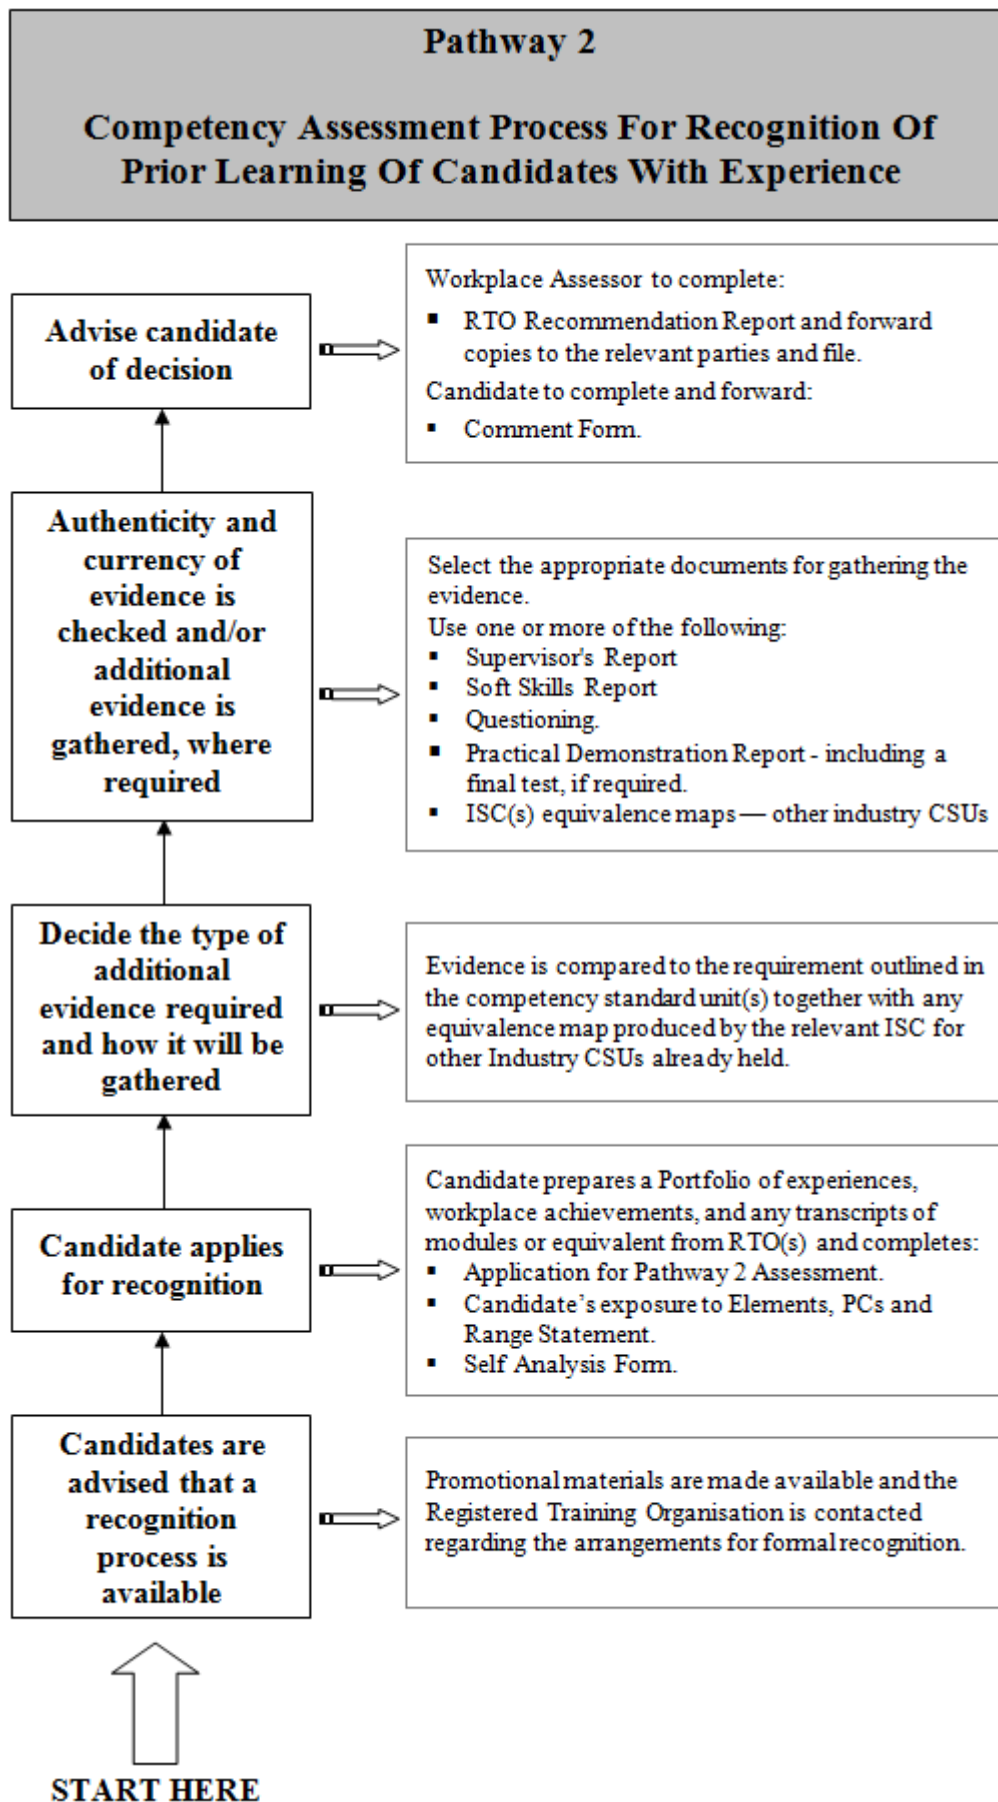 Pathway 2
Competency Assessment Process For Recognition Of
Prior Learning Of Candidates With Experience
Advise candidate
of decision
Workplace Assessor to complete:
▪ RTO Recommendation Report and forward
copies to the relevant parties and file.
Candidate to complete and forward:
▪ Comment Form.
Authenticity and
currency of
evidence is
checked and/or
additional
evidence is
gathered, where
required
Select the appropriate documents for gathering the
evidence.
Use one or more of the following:
▪ Supervisor's Report
▪ Soft Skills Report
▪ Questioning.
▪ Practical Demonstration Report - including a
final test, if required.
▪ ISC(s) equivalence maps — other industry CSUs
Decide the type of
additional
evidence required
and how it will be
gathered
Evidence is compared to the requirement outlined in
the competency standard unit(s) together with any
equivalence map produced by the relevant ISC for
other Industry CSUs already held.
Candidate applies
for recognition
Candidate prepares a Portfolio of experiences,
workplace achievements, and any transcripts of
modules or equivalent from RTO(s) and completes:
▪ Application for Pathway 2 Assessment.
▪ Candidate’s exposure to Elements, PCs and
Range Statement.
▪ Self Analysis Form.
Candidates are
advised that a
recognition
process is
available
Promotional materials are made available and the
Registered Training Organisation is contacted
regarding the arrangements for formal recognition.
START HERE